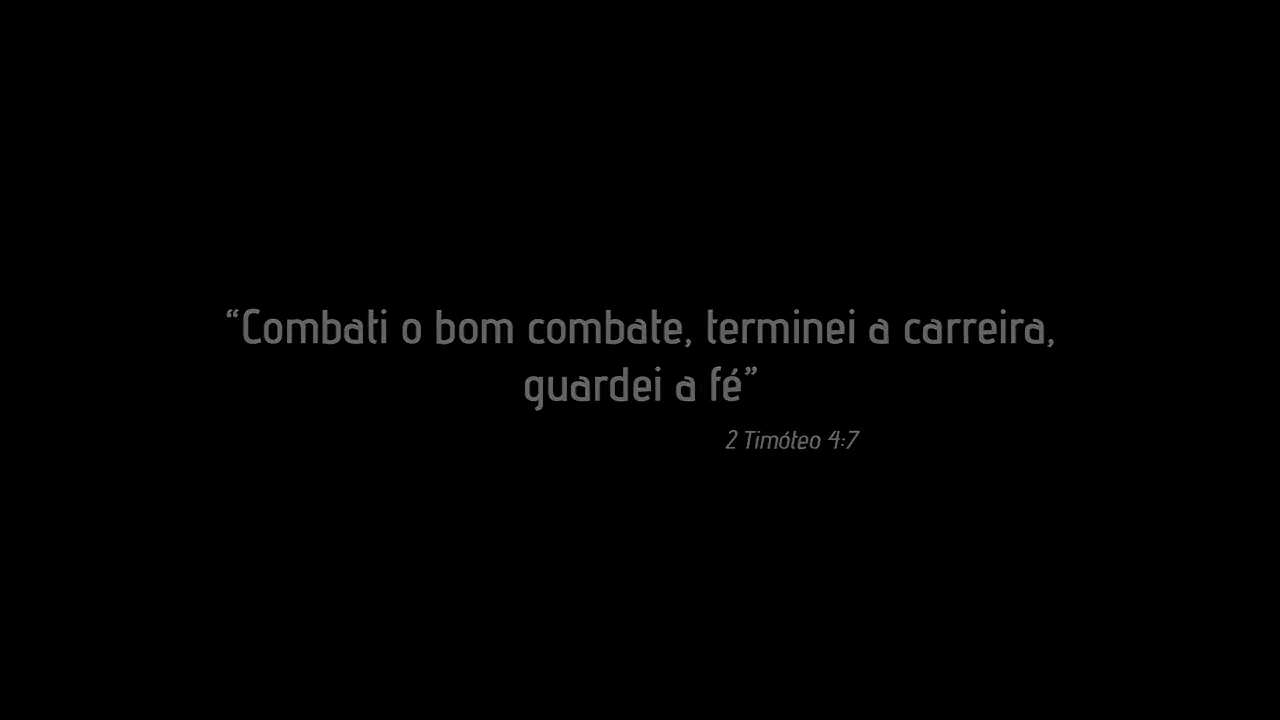 “Combati o bom combate, terminei a carreira,
guardei a fé”
2 Timóteo 4:7